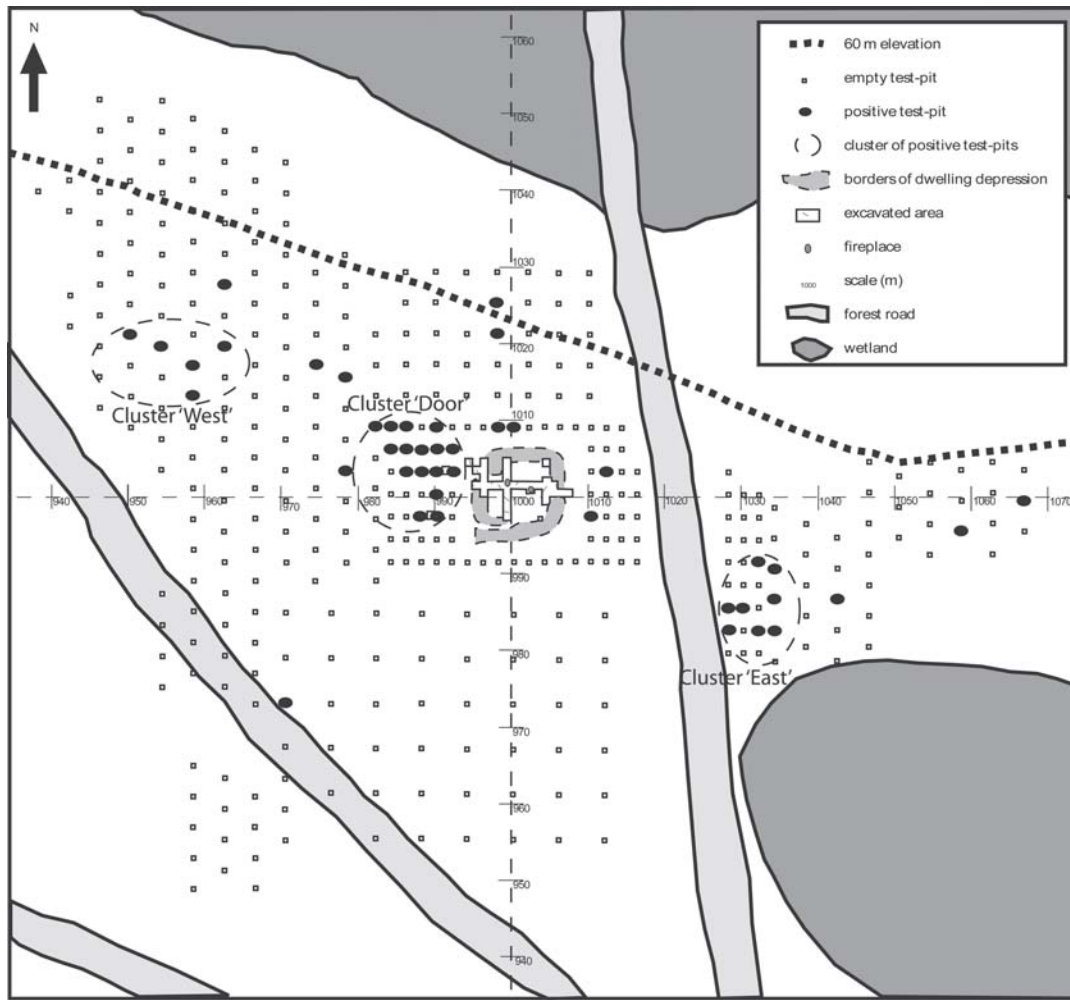 N
60 m elevation
empty test-pit
positive test-pit
cluster of positive test-pits
borders of dwelling depression
excavated area
fireplace
1000 scale (m)
forest road
wetland
1060
1050
1040
1030
1020
Cluster 'West'
Cluster 'Door'
1010
940
950
960
970
980
990
1000
1010
1020
1030
1040
1050
1060
1070
990
980
Cluster 'East'
970
960
950
940